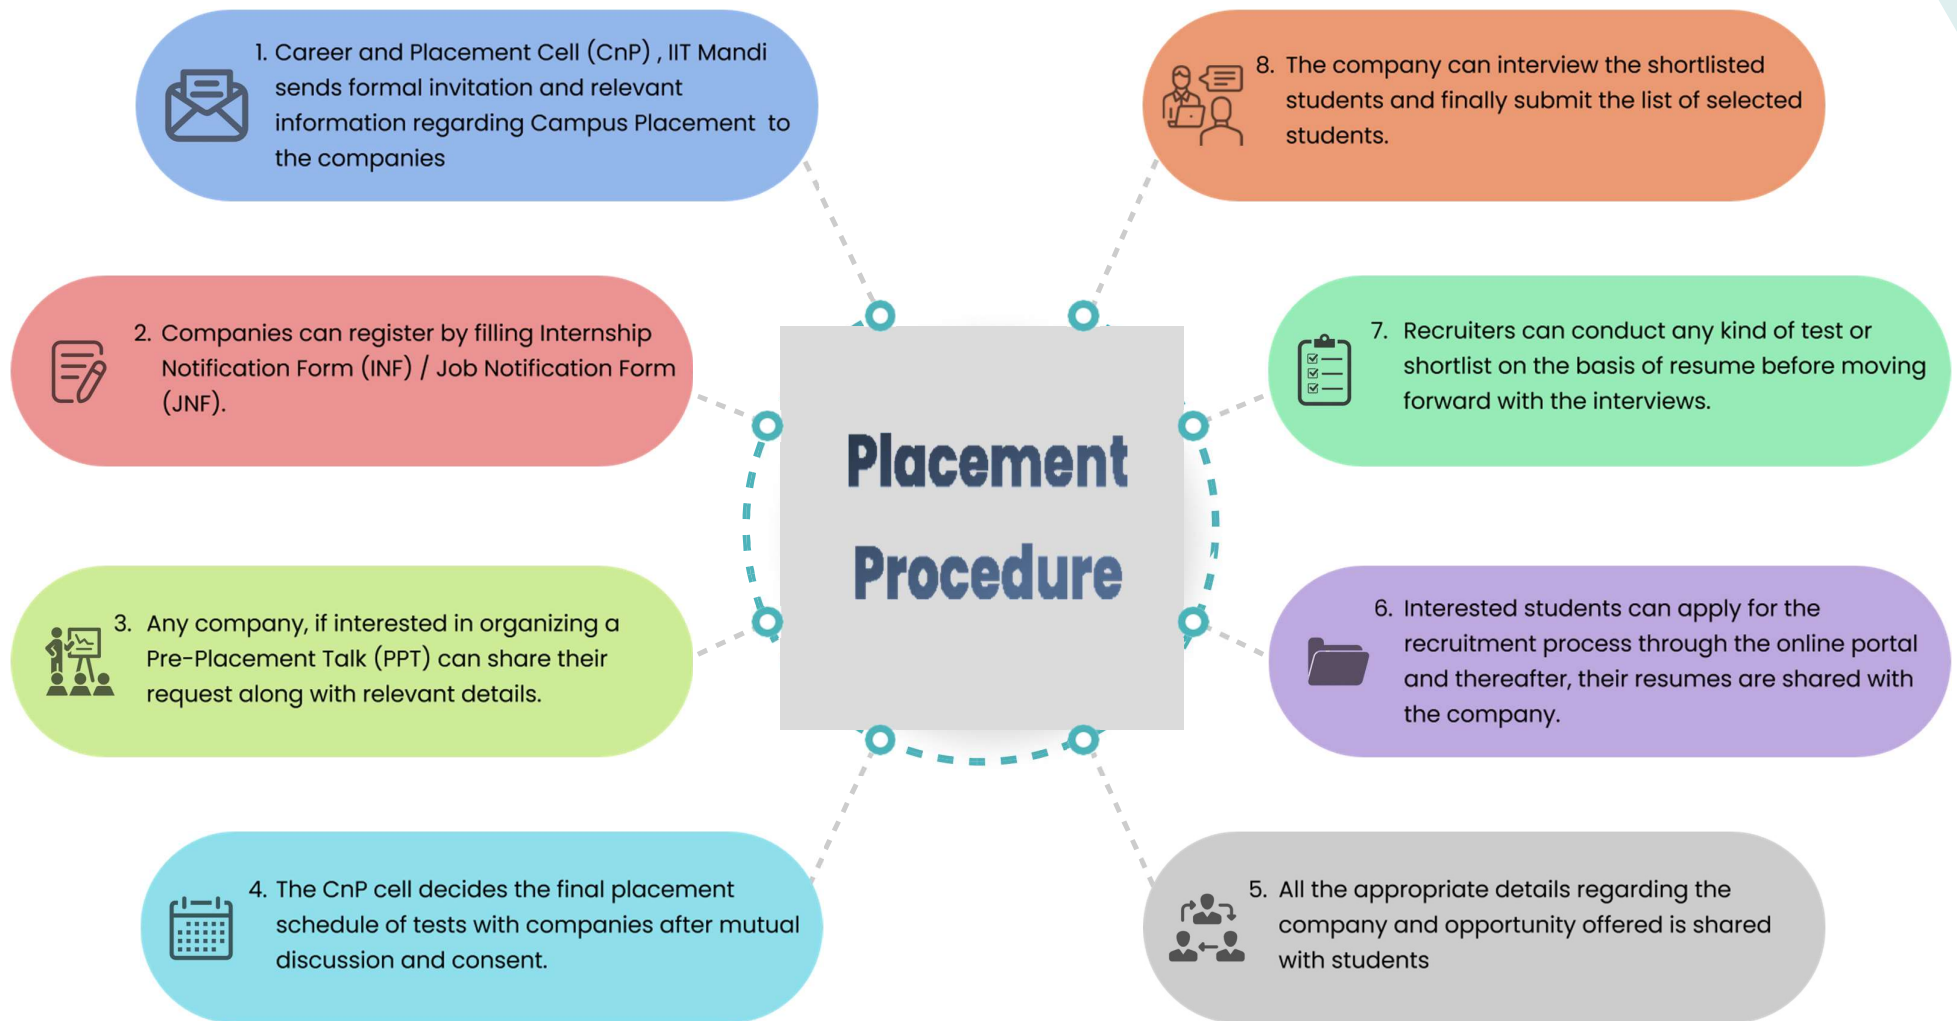 1. Career and Placement Cell (CnP) , IIT Mandi
sends formal invitation and relevant
information regarding Campus Placement to
the companies
2. Companies can register by filling Internship
Notification Form (INF) / Job Notification Form
(JNF).
3. Any company, if interested in organizing a
Pre-Placement Talk (PPT) can share their
request along with relevant details.
4. The CnP cell decides the final placement
schedule of tests with companies after mutual
discussion and consent.
Placement
Procedure
8. The company can interview the shortlisted
students and finally submit the list of selected
students.
7. Recruiters can conduct any kind of test or
shortlist on the basis of resume before moving
forward with the interviews.
6. Interested students can apply for the
recruitment process through the online portal
and thereafter, their resumes are shared with
the company.
5. All the appropriate details regarding the
company and opportunity offered is shared
with students